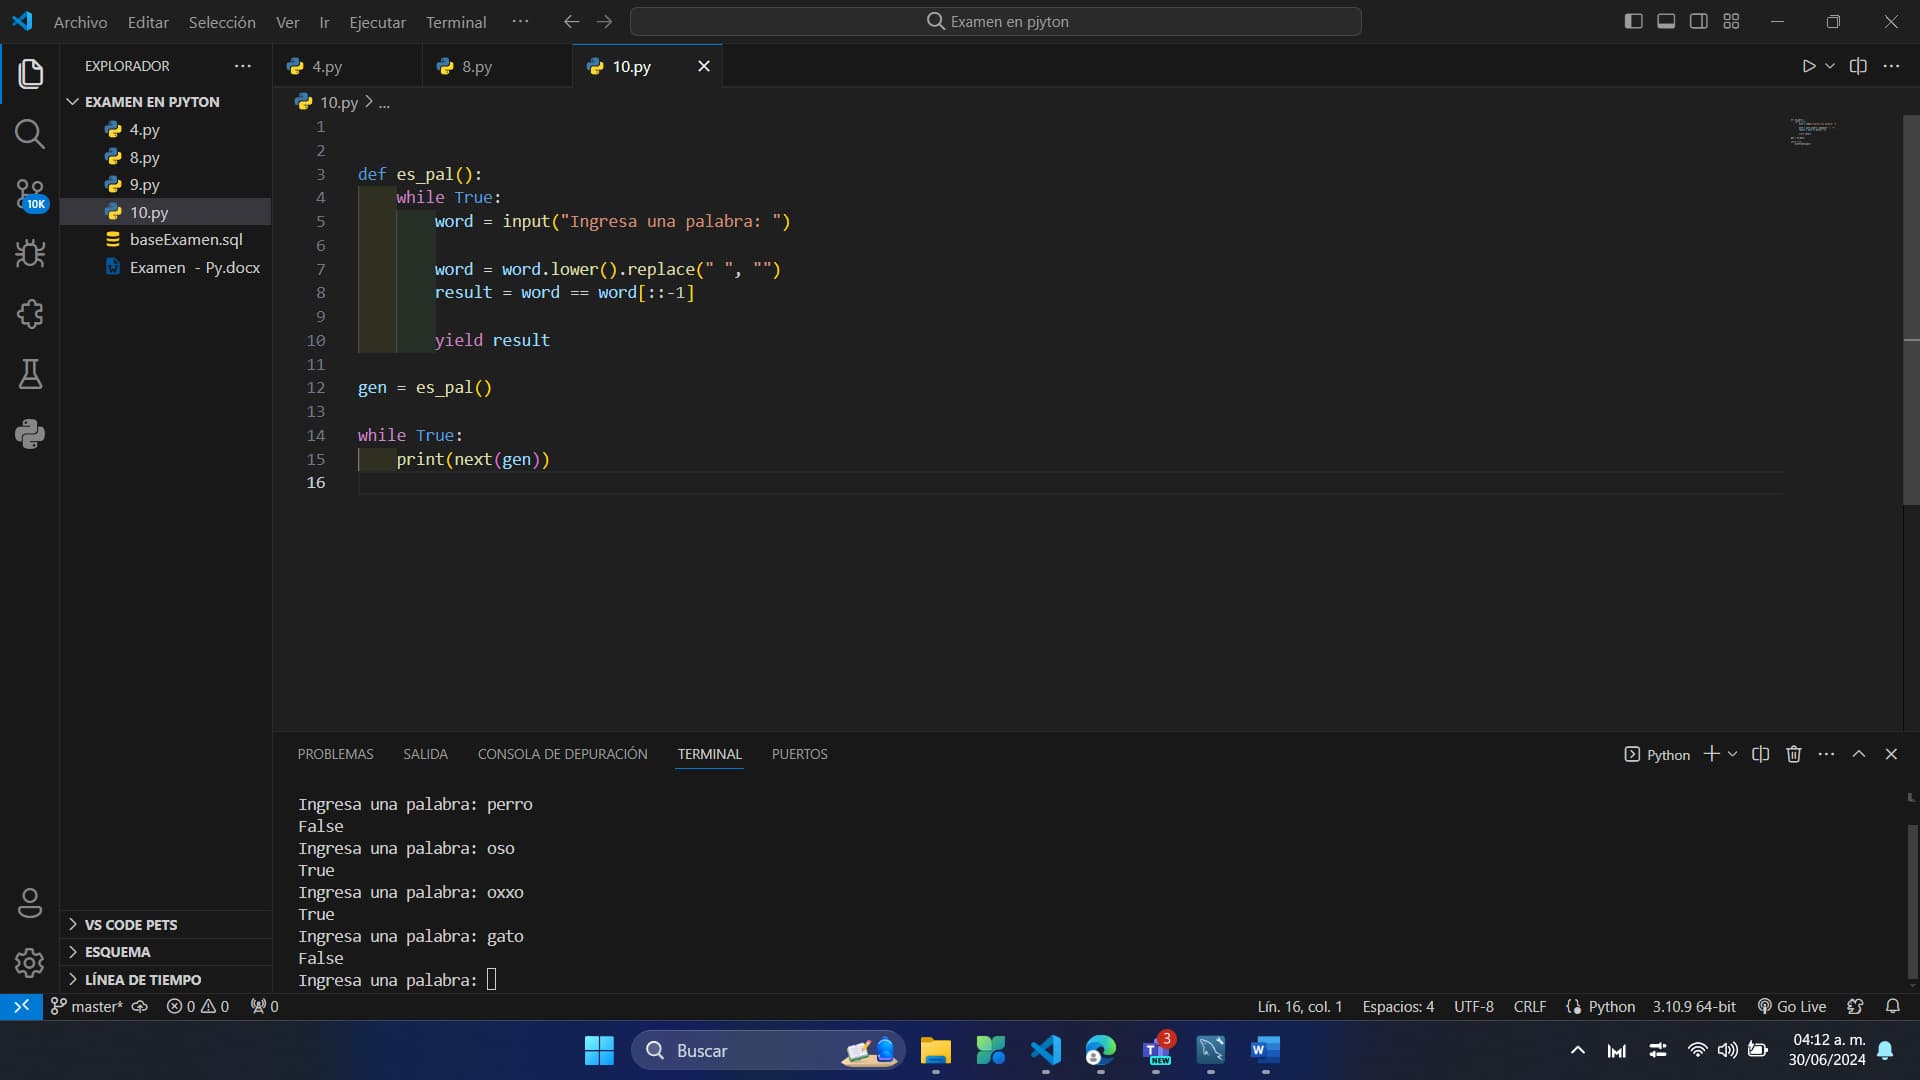 Archivo Editar Selección Ver Ir Ejecutar Terminal ··· Examen en pjyton
EXPLORADOR ···
EXAMEN EN PJYTON
4.py
8.py
9.py
10.py
baseExamen.sql
Examen - Py.docx
10K
VS CODE PETS
ESQUEMA
LÍNEA DE TIEMPO
4.py 8.py 10.py
10.py > ...
1
2
3 def es_pal():
4 while True:
5 word = input("Ingresa una palabra: ")
6
7 word = word.lower().replace(" ", "")
8 result = word == word[::-1]
9
10 yield result
11
12 gen = es_pal()
13
14 while True:
15 print(next(gen))
16
PROBLEMAS SALIDA CONSOLA DE DEPURACIÓN TERMINAL PUERTOS Python
Ingresa una palabra: perro
False
Ingresa una palabra: oso
True
Ingresa una palabra: oxxo
True
Ingresa una palabra: gato
False
Ingresa una palabra:
master* 0 0 0 Lín. 16, col. 1 Espacios: 4 UTF-8 CRLF Python 3.10.9 64-bit Go Live
Buscar
3
T
NEW
W
04:12 a. m.
30/06/2024